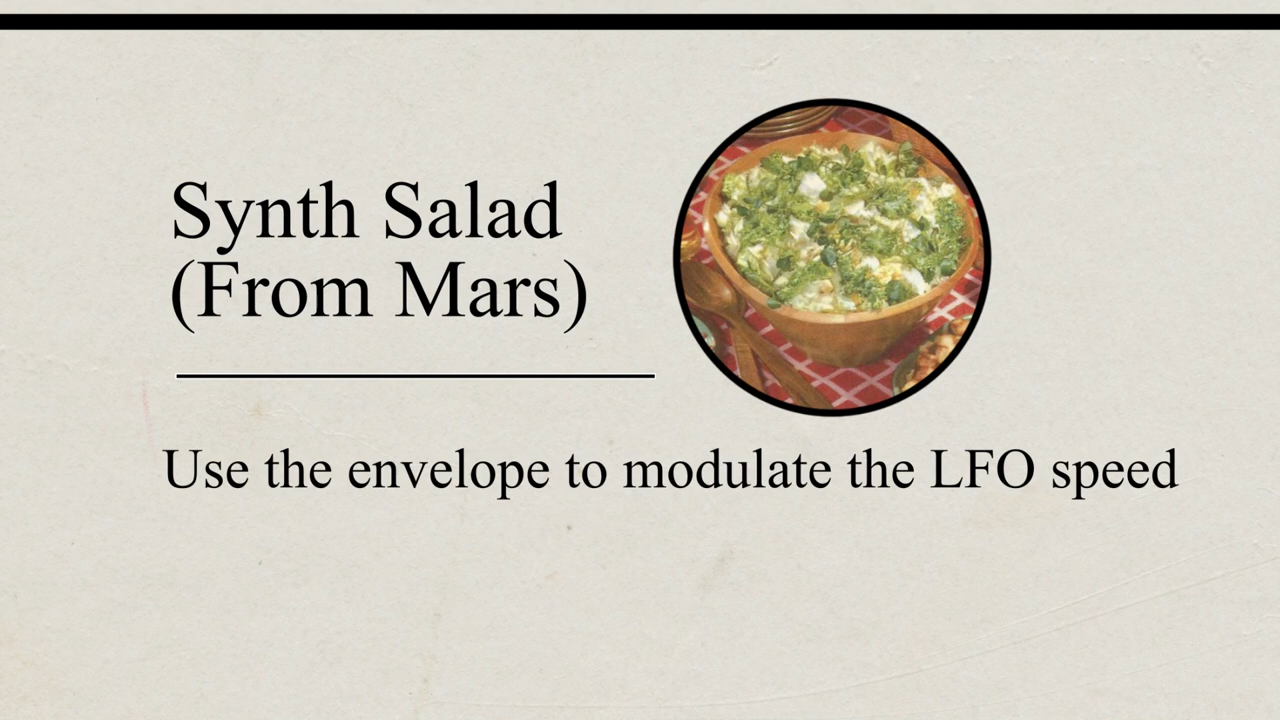 Synth Salad
(From Mars)
Use the envelope to modulate the LFO speed